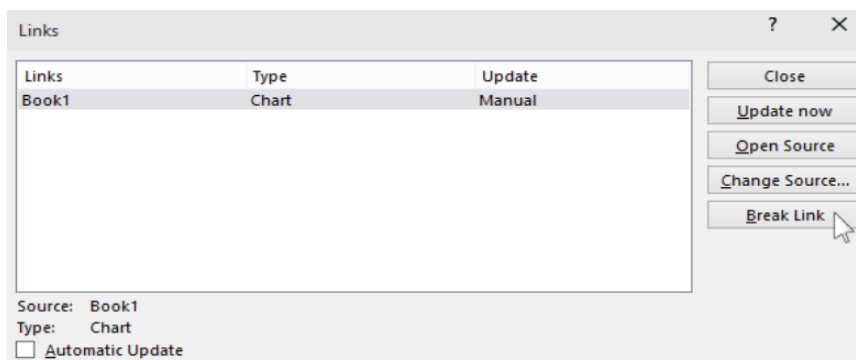 Links ?
Links Type Update Close
Book1 Chart Manual
Update now
Open Source
Change Source...
Break Link
Source: Book1
Type: Chart
Automatic Update